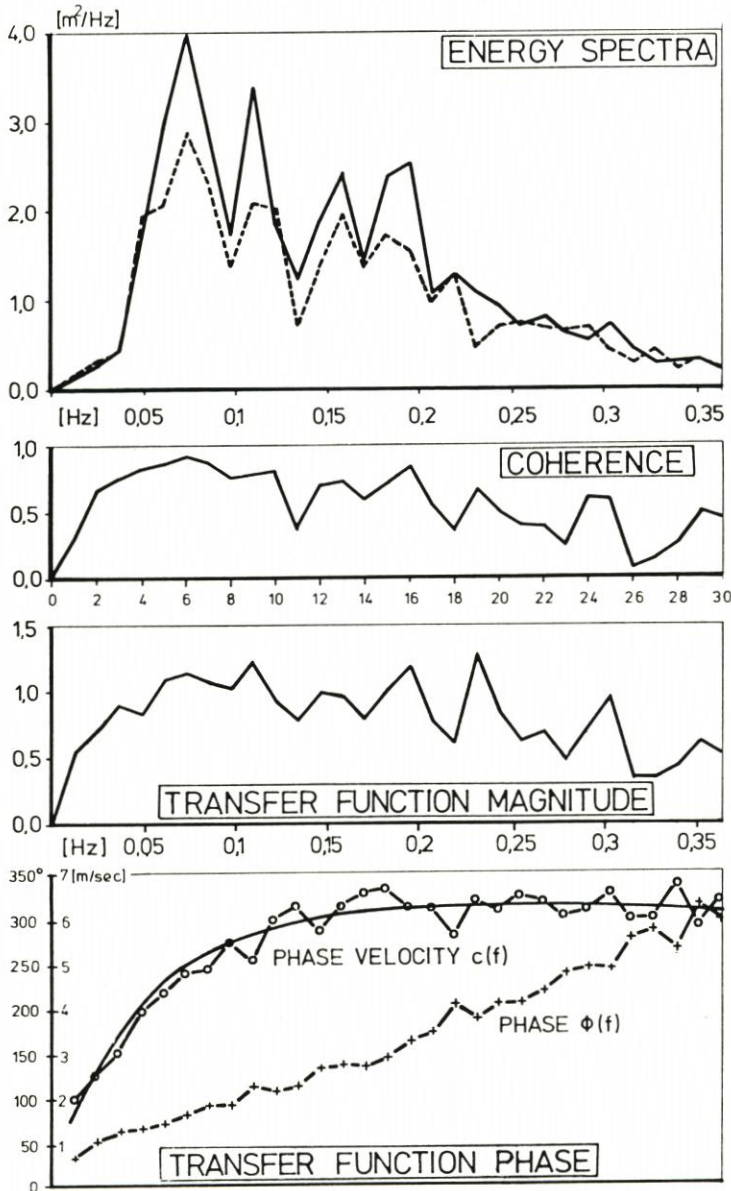 [m²/Hz]
4,0
ENERGY SPECTRA
3,0
2,0
1,0
0,0
[Hz] 0,05 0,1 0,15 0,2 0,25 0,3 0,35
1,0
COHERENCE
0,5
0,0
0 2 4 6 8 10 12 14 16 18 20 22 24 26 28 30
1,5
1,0
0,5
TRANSFER FUNCTION MAGNITUDE
0,0
[Hz] 0,05 0,1 0,15 0,2 0,25 0,3 0,35
350° 7 [m/sec]
300 6
PHASE VELOCITY c(f)
250 5
200 4
PHASE Φ(f)
150 3
100 2
50 1
TRANSFER FUNCTION PHASE
0